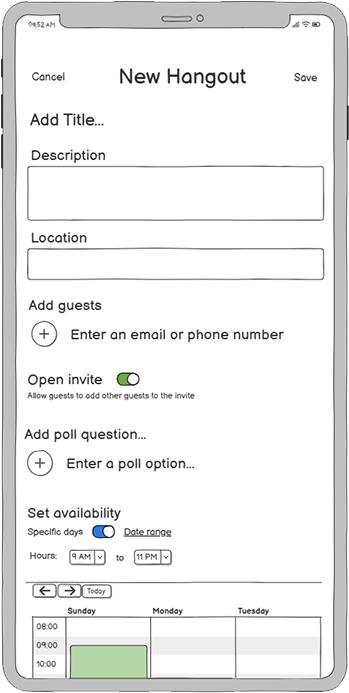 08:52 AM
Cancel New Hangout Save
Add Title...
Description
Location
Add guests
+ Enter an email or phone number
Open invite
Allow guests to add other guests to the invite
Add poll question...
+ Enter a poll option...
Set availability
Specific days Date range
Hours: 9 AM to 11 PM
Today
Sunday Monday Tuesday
08:00
09:00
10:00